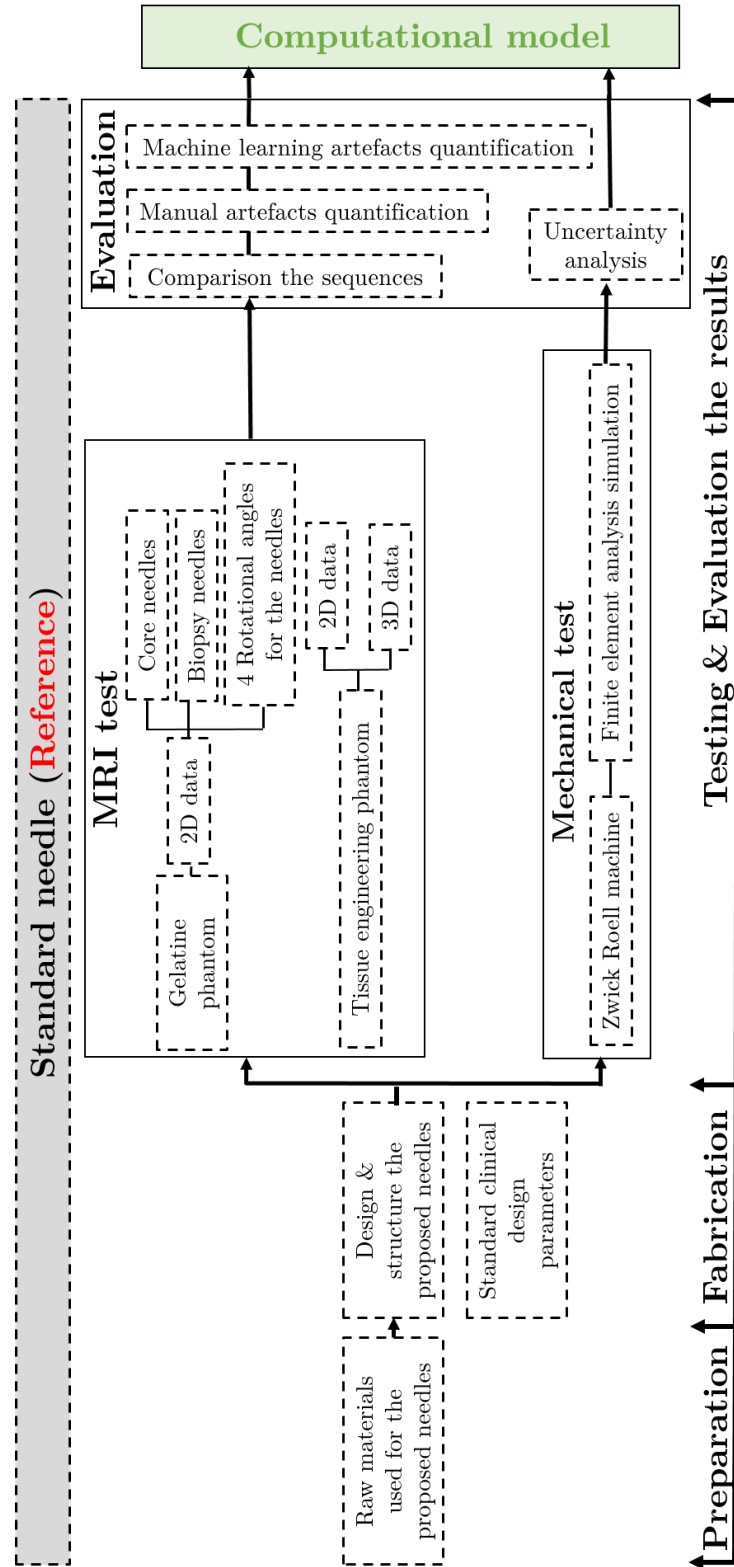 Standard needle (Reference)
Raw materials
used for the
proposed needles
Design &
structure the
proposed needles
Standard clinical
design
parameters
MRI test
Gelatine
phantom
2D data
Core needles
Biopsy needles
4 Rotational angles
for the needles
Tissue engineering phantom
2D data
3D data
Mechanical test
Zwick Roell machine
Finite element analysis simulation
Evaluation
Comparison the sequences
Manual artefacts quantification
Machine learning artefacts quantification
Uncertainty
analysis
Computational model
Preparation
Fabrication
Testing & Evaluation the results